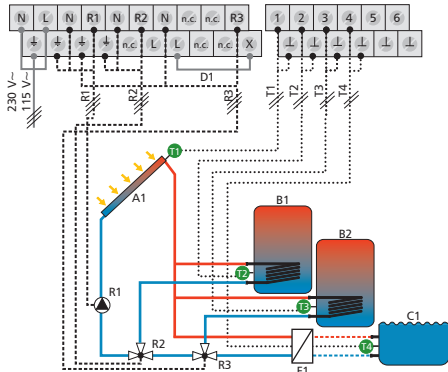 N L N R1 N R2 N n.c. n.c. R3
n.c. L L n.c. X
D1
1 2 3 4 5 6
230 V~
115 V~
R1
R2
R3
T1
T2
T3
T4
T1
A1
B1
B2
T2
T3
C1
T4
R1
R2
R3
F1